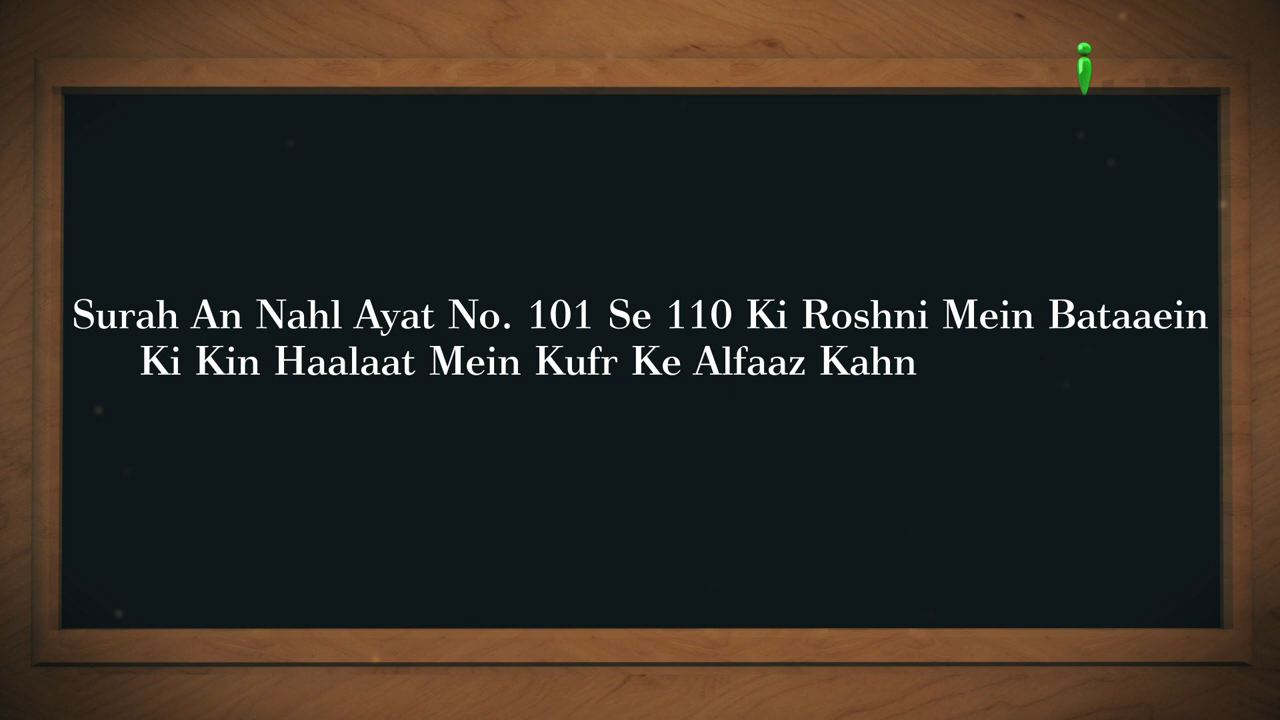 Surah An Nahl Ayat No. 101 Se 110 Ki Roshni Mein Bataaein
Ki Kin Haalaat Mein Kufr Ke Alfaaz Kahn